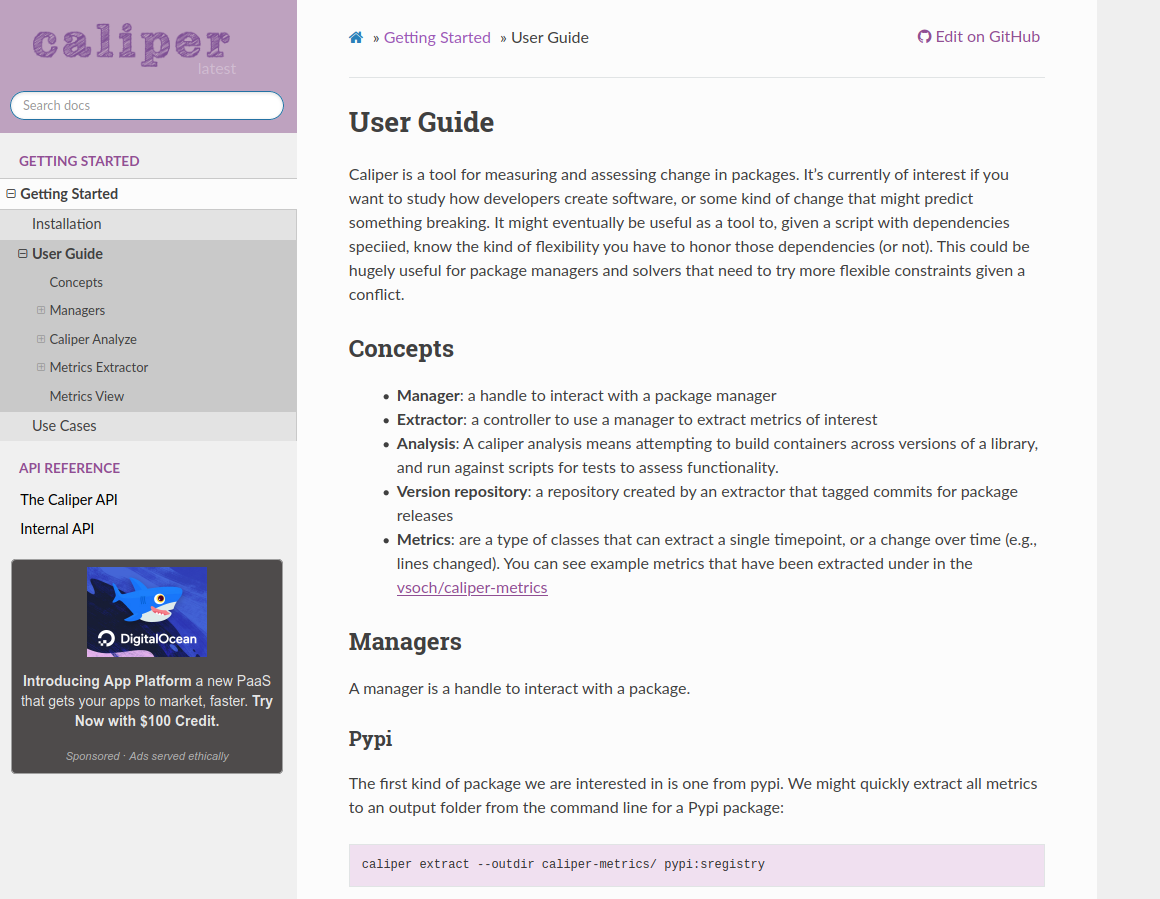 caliper
latest
Search docs
GETTING STARTED
Getting Started
Installation
User Guide
Concepts
Managers
Caliper Analyze
Metrics Extractor
Metrics View
Use Cases
API REFERENCE
The Caliper API
Internal API
DigitalOcean
Introducing App Platform a new PaaS
that gets your apps to market, faster. Try
Now with $100 Credit.
Sponsored · Ads served ethically
» Getting Started » User Guide
Edit on GitHub
User Guide
Caliper is a tool for measuring and assessing change in packages. It’s currently of interest if you
want to study how developers create software, or some kind of change that might predict
something breaking. It might eventually be useful as a tool to, given a script with dependencies
speciied, know the kind of flexibility you have to honor those dependencies (or not). This could be
hugely useful for package managers and solvers that need to try more flexible constraints given a
conflict.
Concepts
• Manager: a handle to interact with a package manager
• Extractor: a controller to use a manager to extract metrics of interest
• Analysis: A caliper analysis means attempting to build containers across versions of a library,
and run against scripts for tests to assess functionality.
• Version repository: a repository created by an extractor that tagged commits for package
releases
• Metrics: are a type of classes that can extract a single timepoint, or a change over time (e.g.,
lines changed). You can see example metrics that have been extracted under in the
vsoch/caliper-metrics
Managers
A manager is a handle to interact with a package.
Pypi
The first kind of package we are interested in is one from pypi. We might quickly extract all metrics
to an output folder from the command line for a Pypi package:
caliper extract --outdir caliper-metrics/ pypi:sregistry